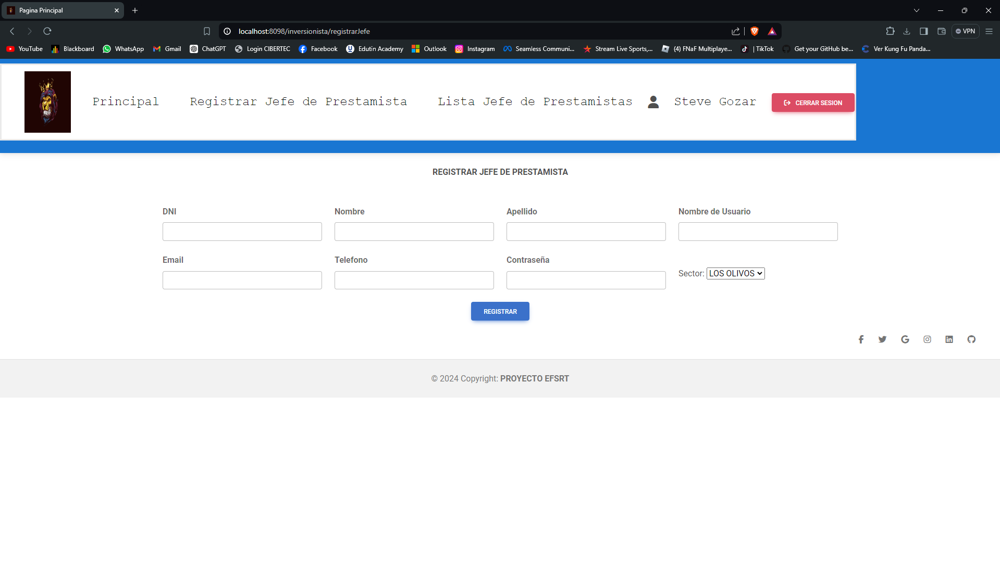 Pagina Principal
localhost:8098/inversionista/registrarJefe
VPN
YouTube Blackboard WhatsApp Gmail ChatGPT Login CIBERTEC Facebook Edutin Academy Outlook Instagram Seamless Communi... Stream Live Sports,... (4) FNaF Multiplaye... | TikTok Get your GitHub be... Ver Kung Fu Panda...
Principal Registrar Jefe de Prestamista Lista Jefe de Prestamistas Steve Gozar CERRAR SESION
REGISTRAR JEFE DE PRESTAMISTA
DNI Nombre Apellido Nombre de Usuario
Email Telefono Contraseña
Sector: LOS OLIVOS
REGISTRAR
© 2024 Copyright: PROYECTO EFSRT